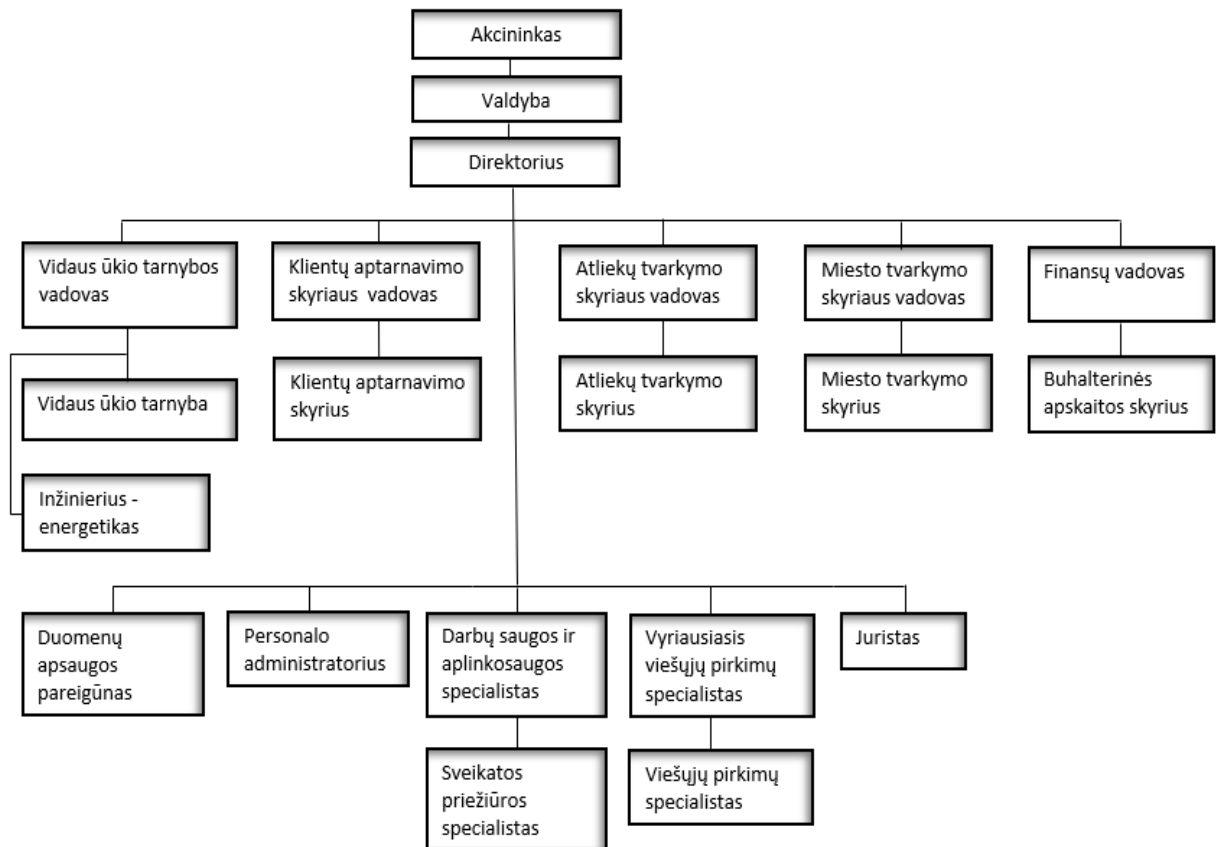 Akcininkas
Valdyba
Direktorius
Vidaus ūkio tarnybos
vadovas
Klientų aptarnavimo
skyriaus vadovas
Atliekų tvarkymo
skyriaus vadovas
Miesto tvarkymo
skyriaus vadovas
Finansų vadovas
Vidaus ūkio tarnyba
Klientų aptarnavimo
skyrius
Atliekų tvarkymo
skyrius
Miesto tvarkymo
skyrius
Buhalterinės
apskaitos skyrius
Inžinierius -
energetikas
Duomenų
apsaugos
pareigūnas
Personalo
administratorius
Darbų saugos ir
aplinkosaugos
specialistas
Vyriausiasis
viešųjų pirkimų
specialistas
Juristas
Sveikatos
priežiūros
specialistas
Viešųjų pirkimų
specialistas